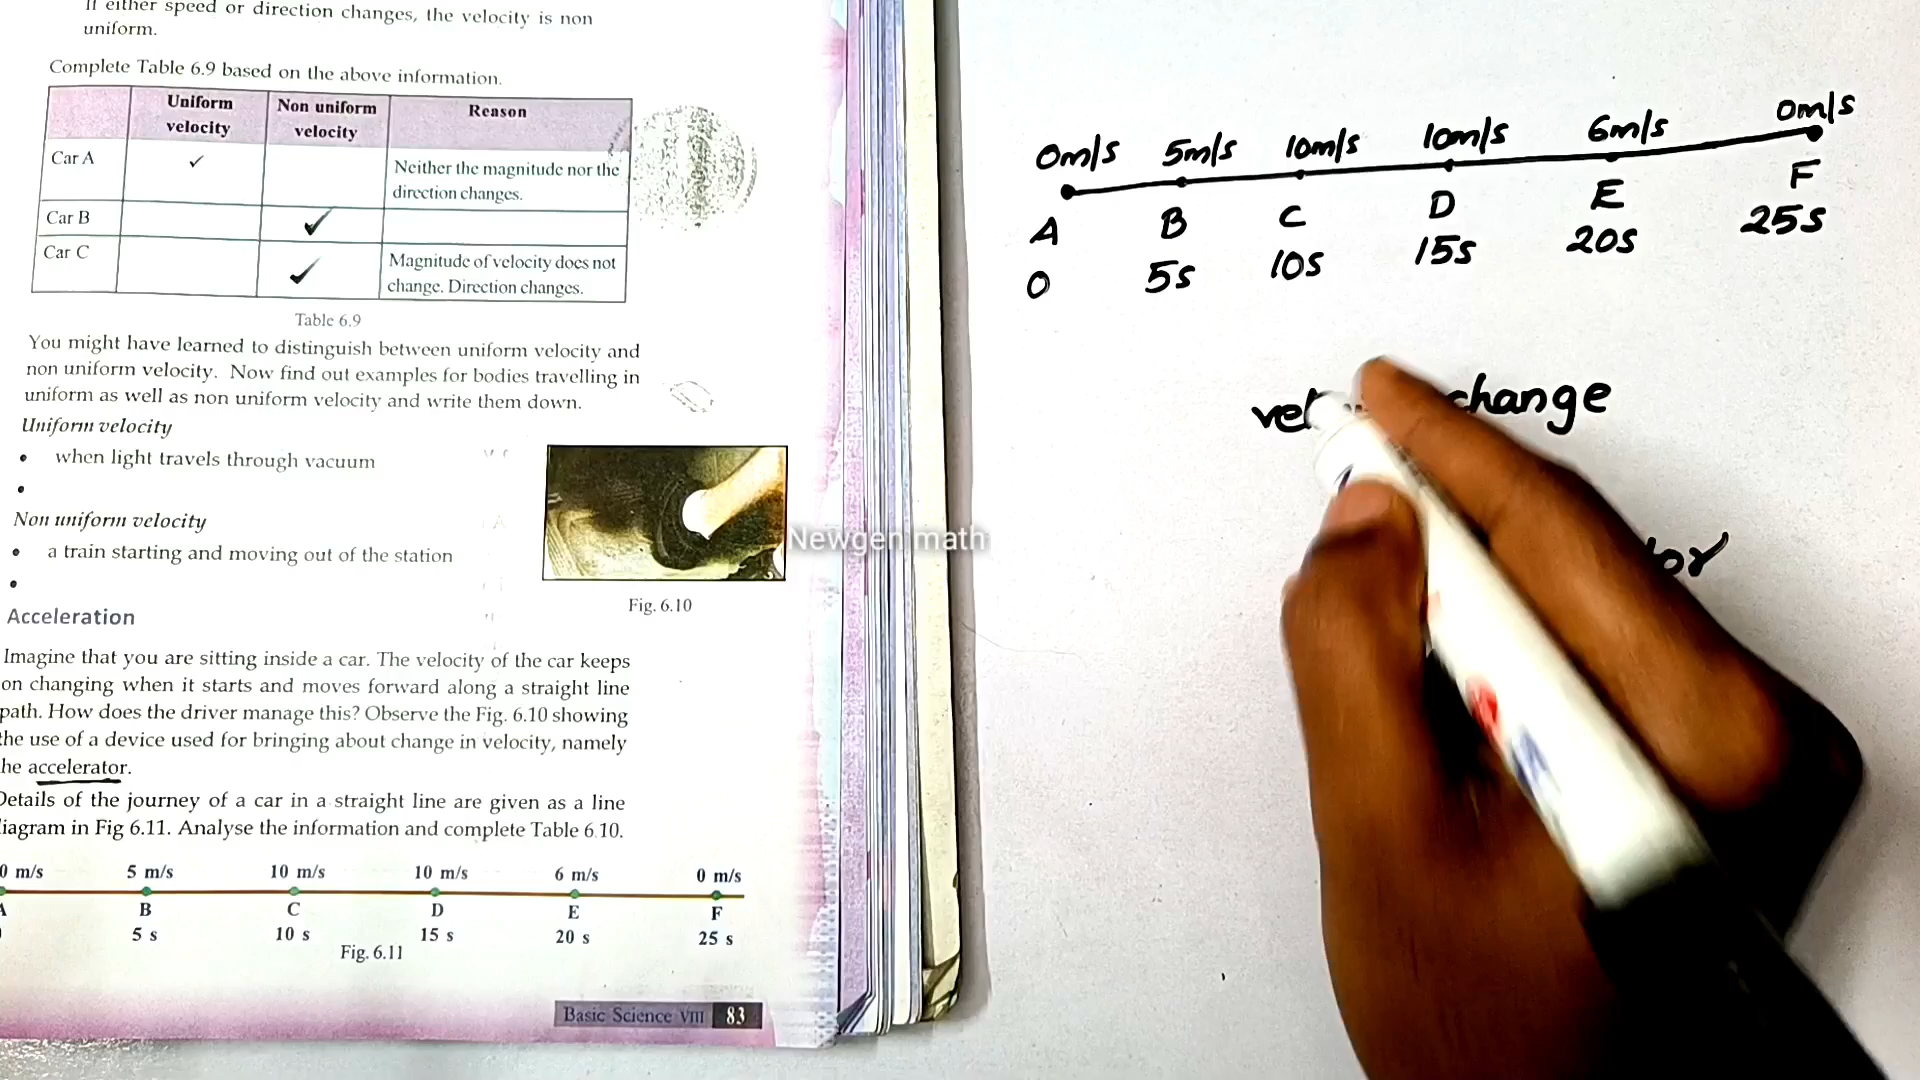 If either speed or direction changes, the velocity is non
uniform.
Complete Table 6.9 based on the above information.
Uniform velocity
Non uniform velocity
Reason
Car A ✓ Neither the magnitude nor the
direction changes.
Car B ✓
Car C ✓ Magnitude of velocity does not
change. Direction changes.
Table 6.9
You might have learned to distinguish between uniform velocity and
non uniform velocity. Now find out examples for bodies travelling in
uniform as well as non uniform velocity and write them down.
Uniform velocity
• when light travels through vacuum
•
Non uniform velocity
• a train starting and moving out of the station
•
Fig. 6.10
Acceleration
Imagine that you are sitting inside a car. The velocity of the car keeps
on changing when it starts and moves forward along a straight line
path. How does the driver manage this? Observe the Fig. 6.10 showing
the use of a device used for bringing about change in velocity, namely
he accelerator.
Details of the journey of a car in a straight line are given as a line
iagram in Fig 6.11. Analyse the information and complete Table 6.10.
0 m/s 5 m/s 10 m/s 10 m/s 6 m/s 0 m/s
A B C D E F
5 s 10 s 15 s 20 s 25 s
Fig. 6.11
Basic Science VIII 83
Newgen math
0m/s 5m/s 10m/s 10m/s 6m/s 0m/s
A B C D E F
0 5s 10s 15s 20s 25s
change